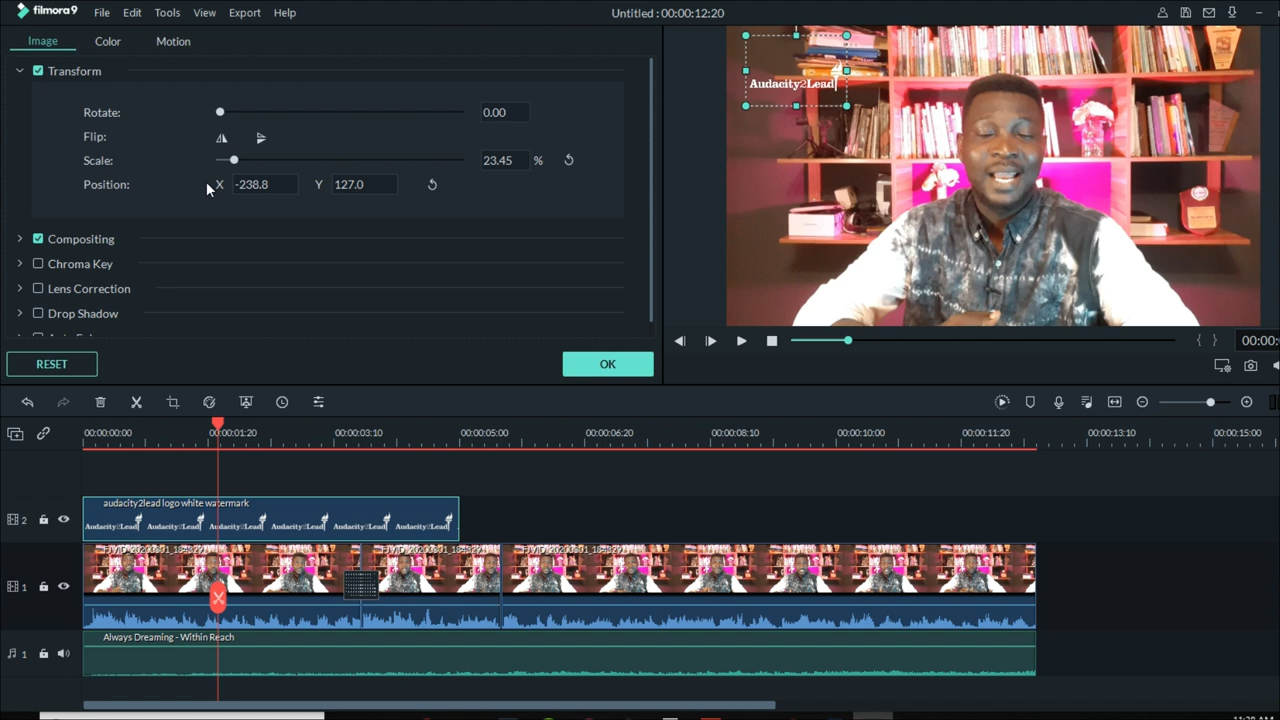 filmora9 File Edit Tools View Export Help Untitled : 00:00:12:20
Image Color Motion
Transform
Rotate: 0.00
Flip:
Scale: 23.45 %
Position: X -238.8 Y 127.0
Compositing
Chroma Key
Lens Correction
Drop Shadow
RESET OK
Audacity2Lead
00:00:
00:00:00:00 00:00:01:20 00:00:03:10 00:00:05:00 00:00:06:20 00:00:08:10 00:00:10:00 00:00:11:20 00:00:13:10 00:00:15:00
audacity2lead logo white watermark
2 Audacity2Lead Audacity2Lead Audacity2Lead Audacity2Lead Audacity2Lead Audacity2Lead
1
Always Dreaming - Within Reach
1